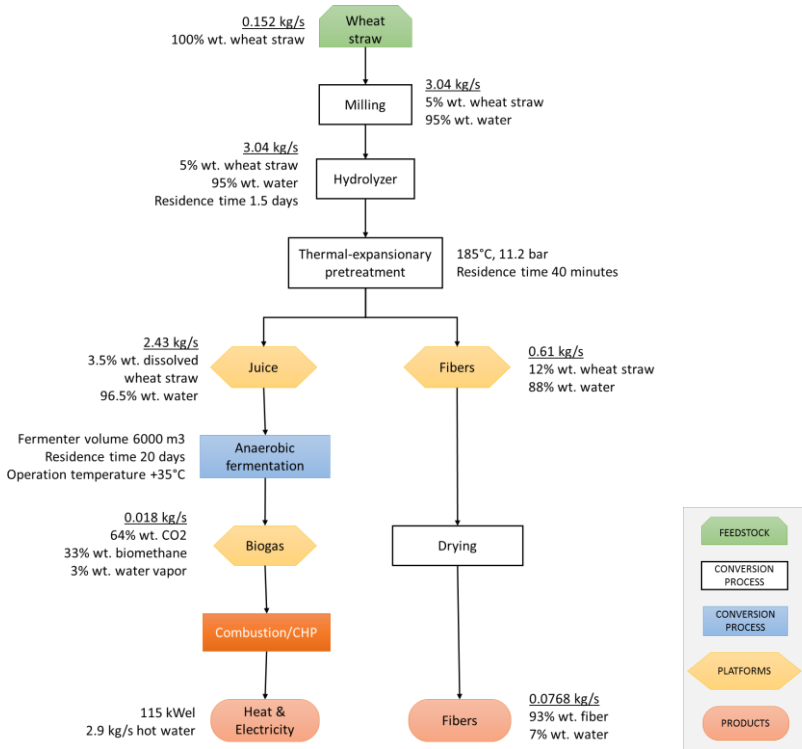 0.152 kg/s
100% wt. wheat straw
Wheat
straw
Milling
3.04 kg/s
5% wt. wheat straw
95% wt. water
3.04 kg/s
5% wt. wheat straw
95% wt. water
Residence time 1.5 days
Hydrolyzer
Thermal-expansionary
pretreatment
185°C, 11.2 bar
Residence time 40 minutes
2.43 kg/s
3.5% wt. dissolved
wheat straw
96.5% wt. water
Juice
Fibers
0.61 kg/s
12% wt. wheat straw
88% wt. water
Fermenter volume 6000 m3
Residence time 20 days
Operation temperature +35°C
Anaerobic
fermentation
0.018 kg/s
64% wt. CO2
33% wt. biomethane
3% wt. water vapor
Biogas
Drying
Combustion/CHP
115 kWel
2.9 kg/s hot water
Heat &
Electricity
Fibers
0.0768 kg/s
93% wt. fiber
7% wt. water
FEEDSTOCK
CONVERSION
PROCESS
CONVERSION
PROCESS
PLATFORMS
PRODUCTS